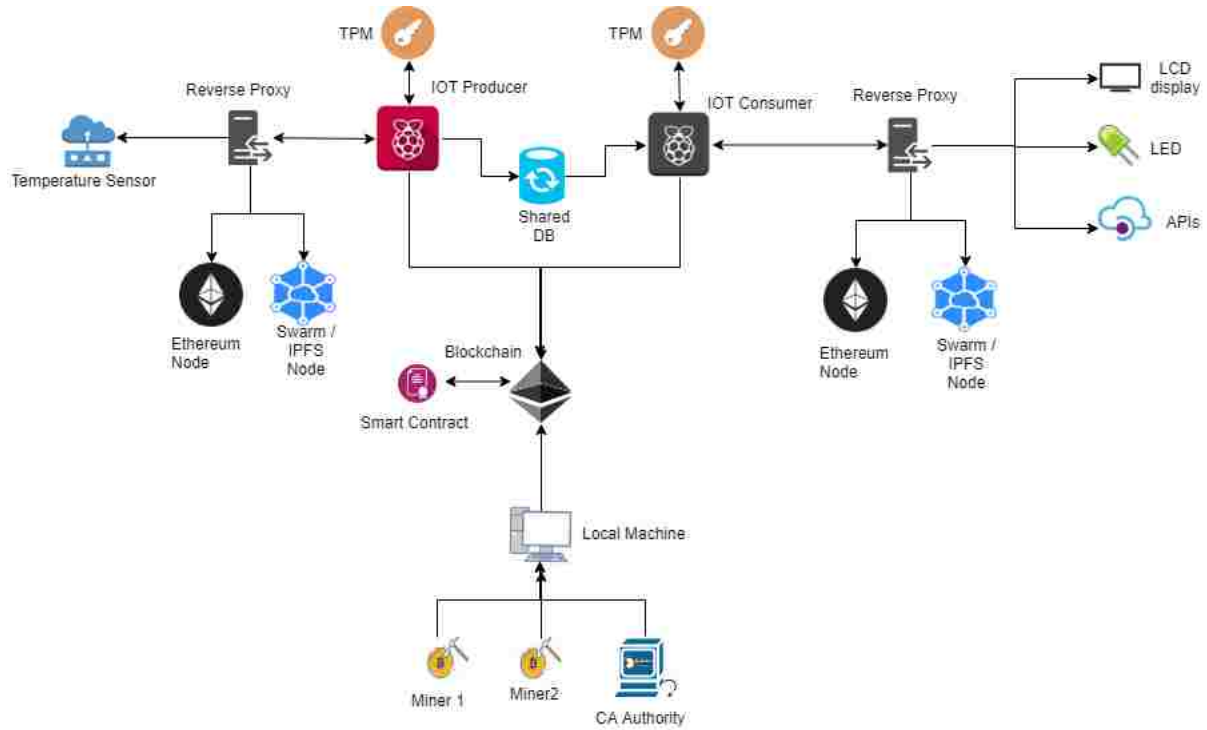 TPM
TPM
IOT Producer
Reverse Proxy
IOT Consumer
Reverse Proxy
LCD
display
LED
Temperature Sensor
Shared
DB
APIs
Ethereum
Node
Swarm /
IPFS
Node
Ethereum
Node
Swarm /
IPFS
Node
Blockchain
Smart Contract
Local Machine
Miner 1
Miner2
CA Authority